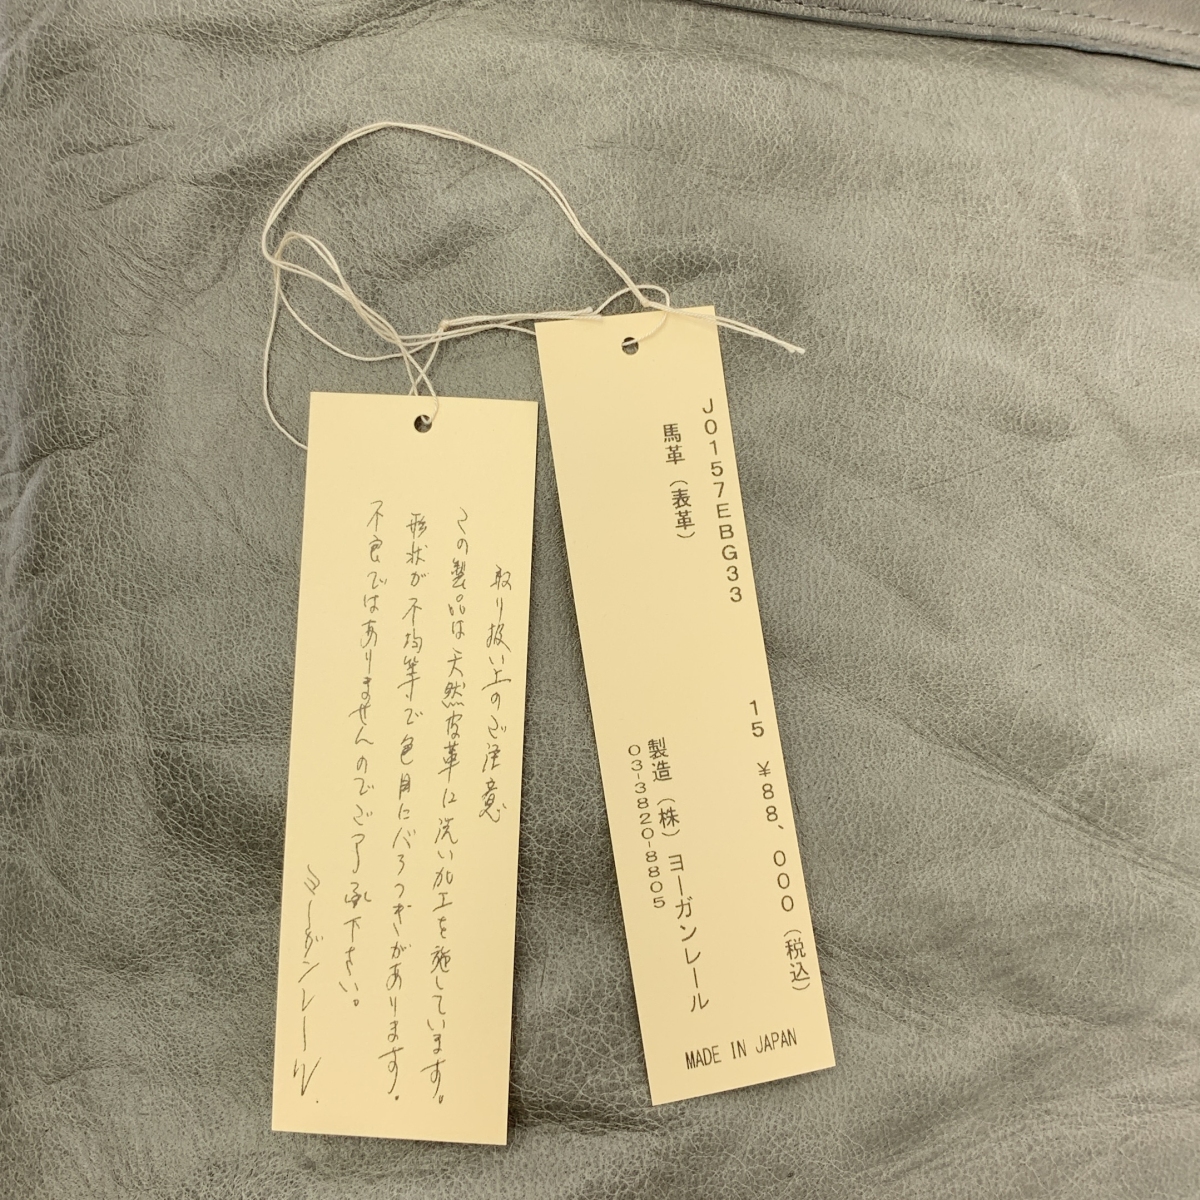 取り扱い上のご注意
この製品は天然皮革に洗い加工を施しています。
形状が不均等で色目にバラつきがあります。
不良ではありませんのでご了承下さい。
ヨーガンレール.
J0157EBG33 15 ¥88、000(税込)
馬革(表革)
製造(株)ヨーガンレール
03-3820-8805
MADE IN JAPAN